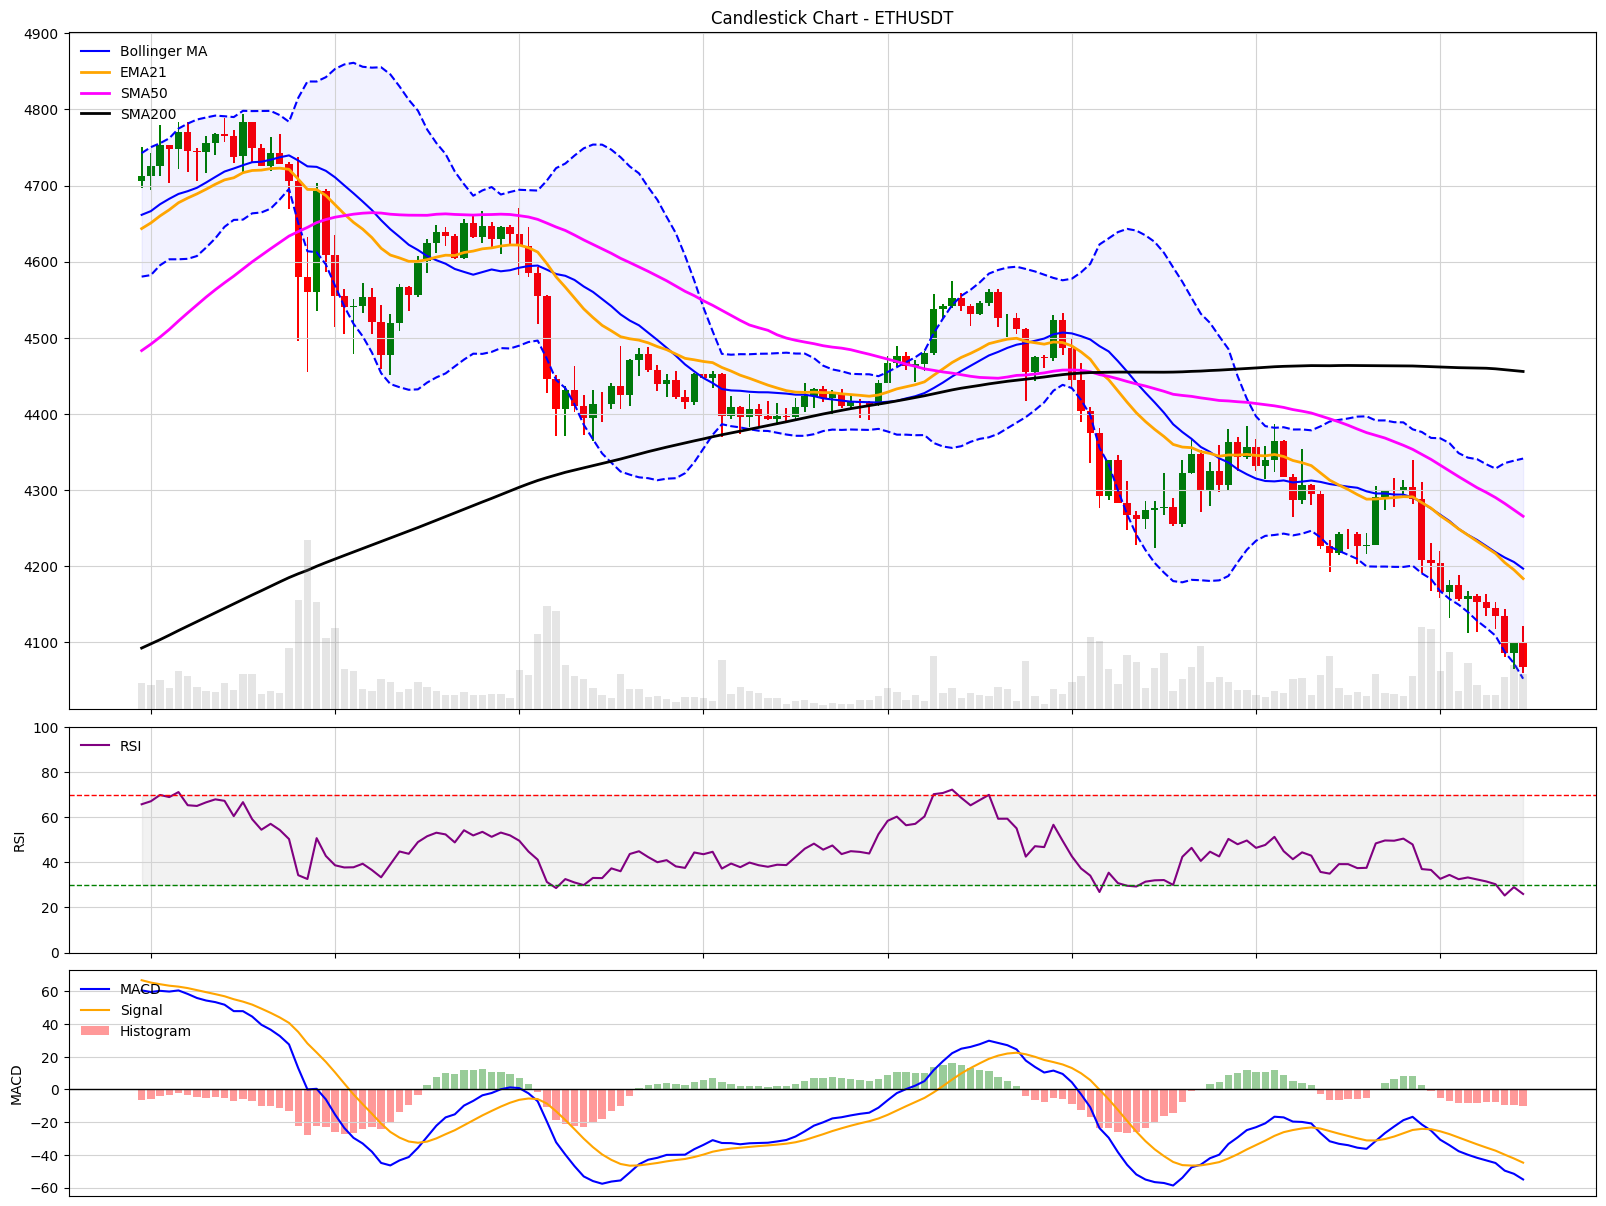 Candlestick Chart - ETHUSDT
4900
4800
4700
4600
4500
4400
4300
4200
4100
Bollinger MA
EMA21
SMA50
SMA200
100
80
60
40
20
0
RSI
RSI
60
40
20
0
−20
−40
−60
MACD
MACD
Signal
Histogram